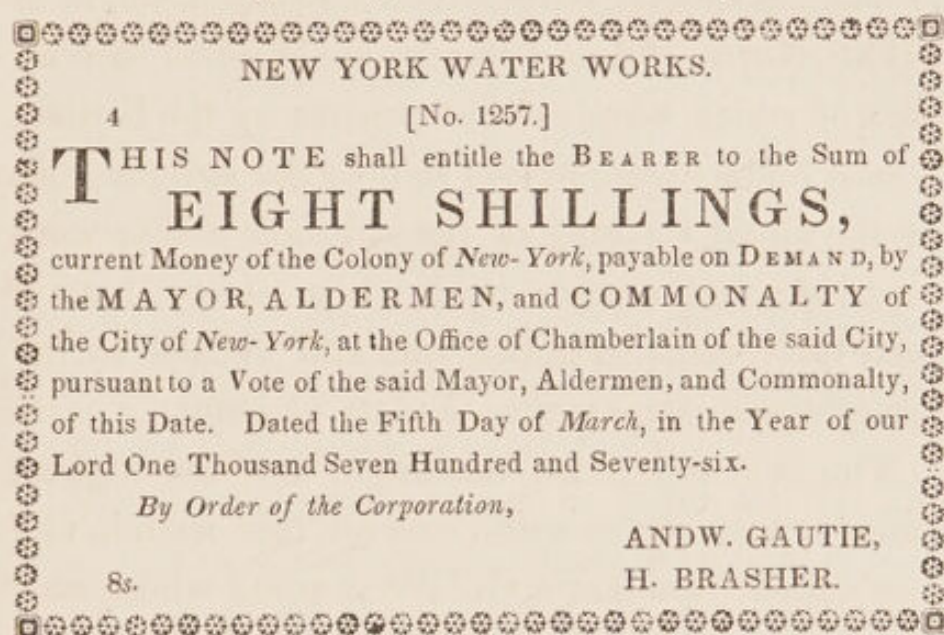 NEW YORK WATER WORKS.
4 [No. 1257.]
THIS NOTE shall entitle the BEARER to the Sum of
EIGHT SHILLINGS,
current Money of the Colony of New-York, payable on DEMAND, by
the MAYOR, ALDERMEN, and COMMONALTY of
the City of New-York, at the Office of Chamberlain of the said City,
pursuant to a Vote of the said Mayor, Aldermen, and Commonalty,
of this Date. Dated the Fifth Day of March, in the Year of our
Lord One Thousand Seven Hundred and Seventy-six.
By Order of the Corporation,
ANDW. GAUTIE,
8s. H. BRASHER.